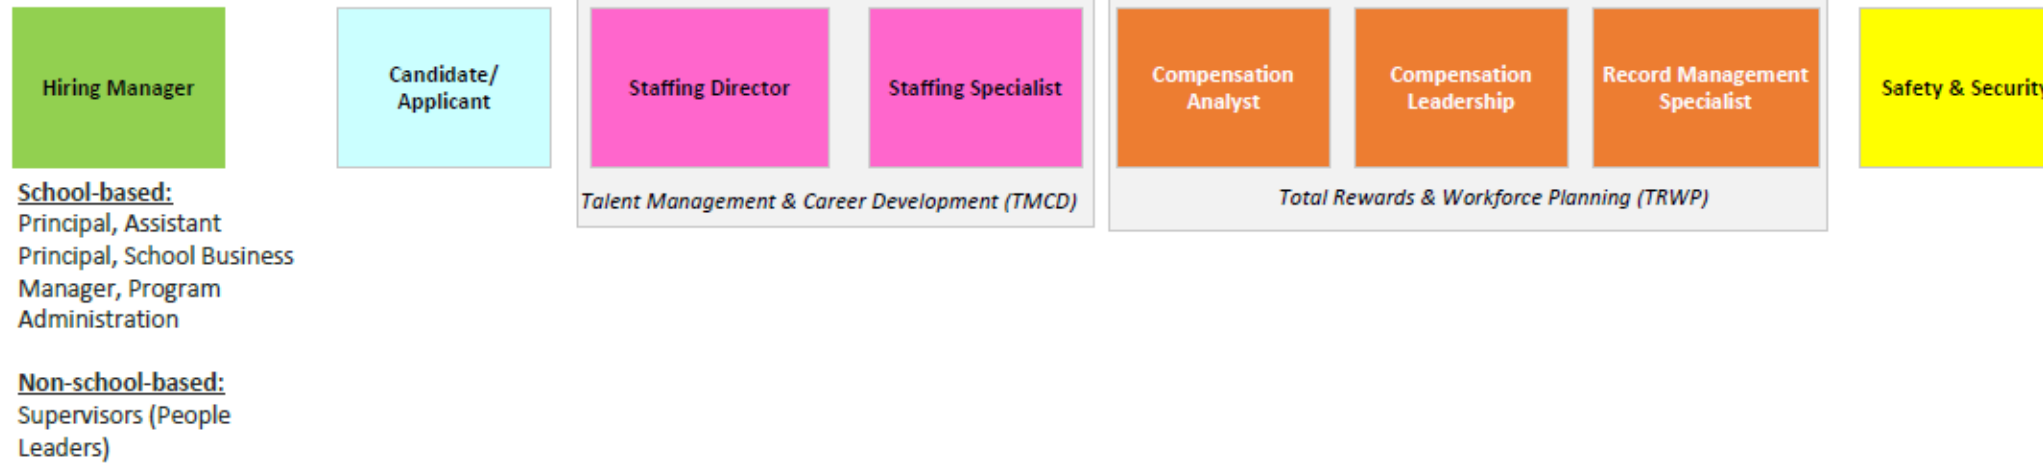 Hiring Manager
Candidate/
Applicant
Staffing Director
Staffing Specialist
Compensation
Analyst
Compensation
Leadership
Record Management
Specialist
Safety & Security
Talent Management & Career Development (TMCD)
Total Rewards & Workforce Planning (TRWP)
School-based:
Principal, Assistant
Principal, School Business
Manager, Program
Administration
Non-school-based:
Supervisors (People
Leaders)